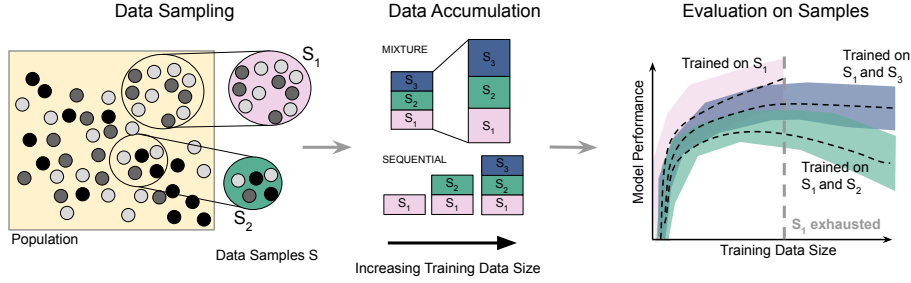 Data Sampling
S1
S2
Population
Data Samples S
Data Accumulation
MIXTURE
S3
S2
S1
S3
S2
S1
SEQUENTIAL
S1
S2
S1
S3
S2
S1
Increasing Training Data Size
Evaluation on Samples
Model Performance
Trained on S1
Trained on
S1 and S3
Trained on
S1 and S2
S1 exhausted
Training Data Size